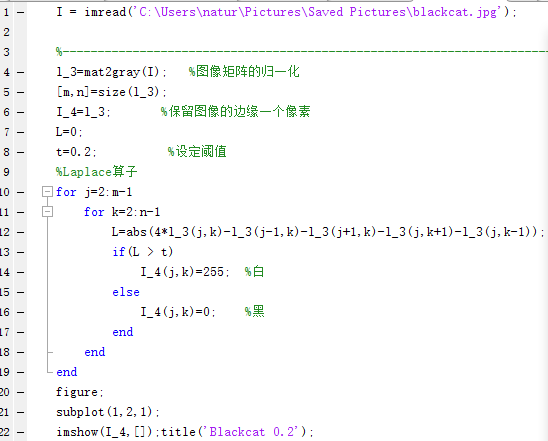 1 — I = imread('C:\Users\natur\Pictures\Saved Pictures\blackcat.jpg');
2
3 — %--------------------------------------------------------------------
4 — l_3=mat2gray(I); %图像矩阵的归一化
5 — [m,n]=size(l_3);
6 — I_4=l_3; %保留图像的边缘一个像素
7 — L=0;
8 — t=0.2; %设定阈值
9 — %Laplace算子
10 — for j=2:m-1
11 — for k=2:n-1
12 — L=abs(4*l_3(j,k)-l_3(j-1,k)-l_3(j+1,k)-l_3(j,k+1)-l_3(j,k-1));
13 — if(L > t)
14 — I_4(j,k)=255; %白
15 — else
16 — I_4(j,k)=0; %黑
17 — end
18 — end
19 — end
20 — figure;
21 — subplot(1,2,1);
22 — imshow(I_4,[]);title('Blackcat 0.2');